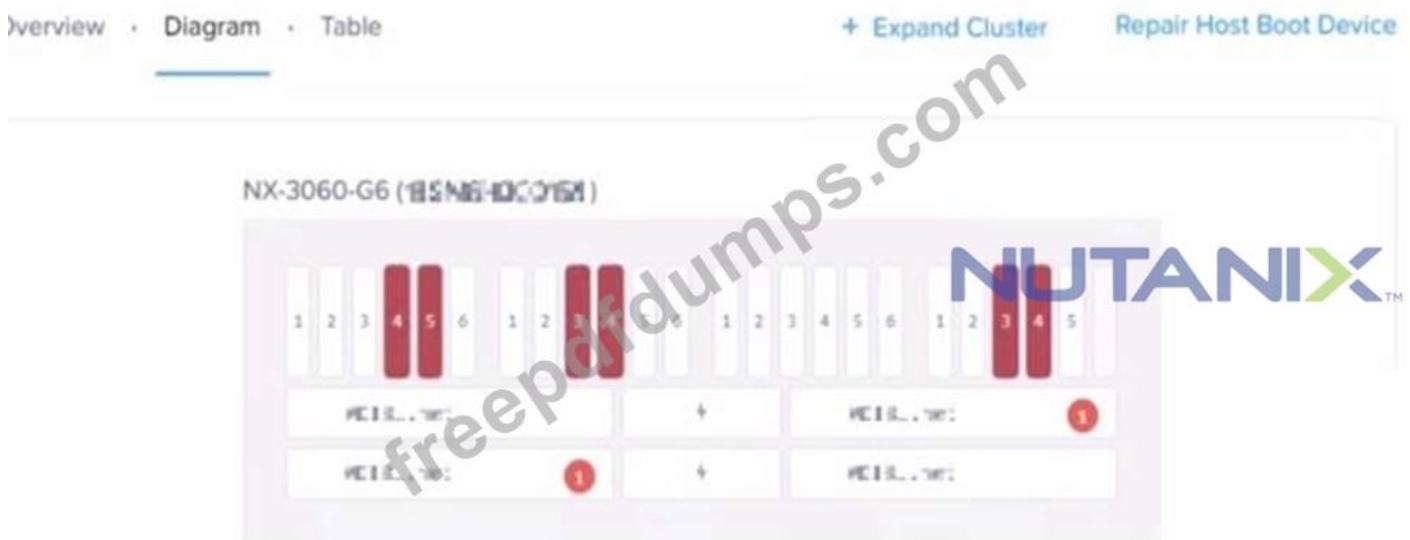 Overview · Diagram · Table
+ Expand Cluster Repair Host Boot Device
NX-3060-G6
1 2 3 4 5 6 1 2 3 1 2 3 4 5 6 1 2 3 4 5
NUTANIX™
1
1
freepdfdumps.com